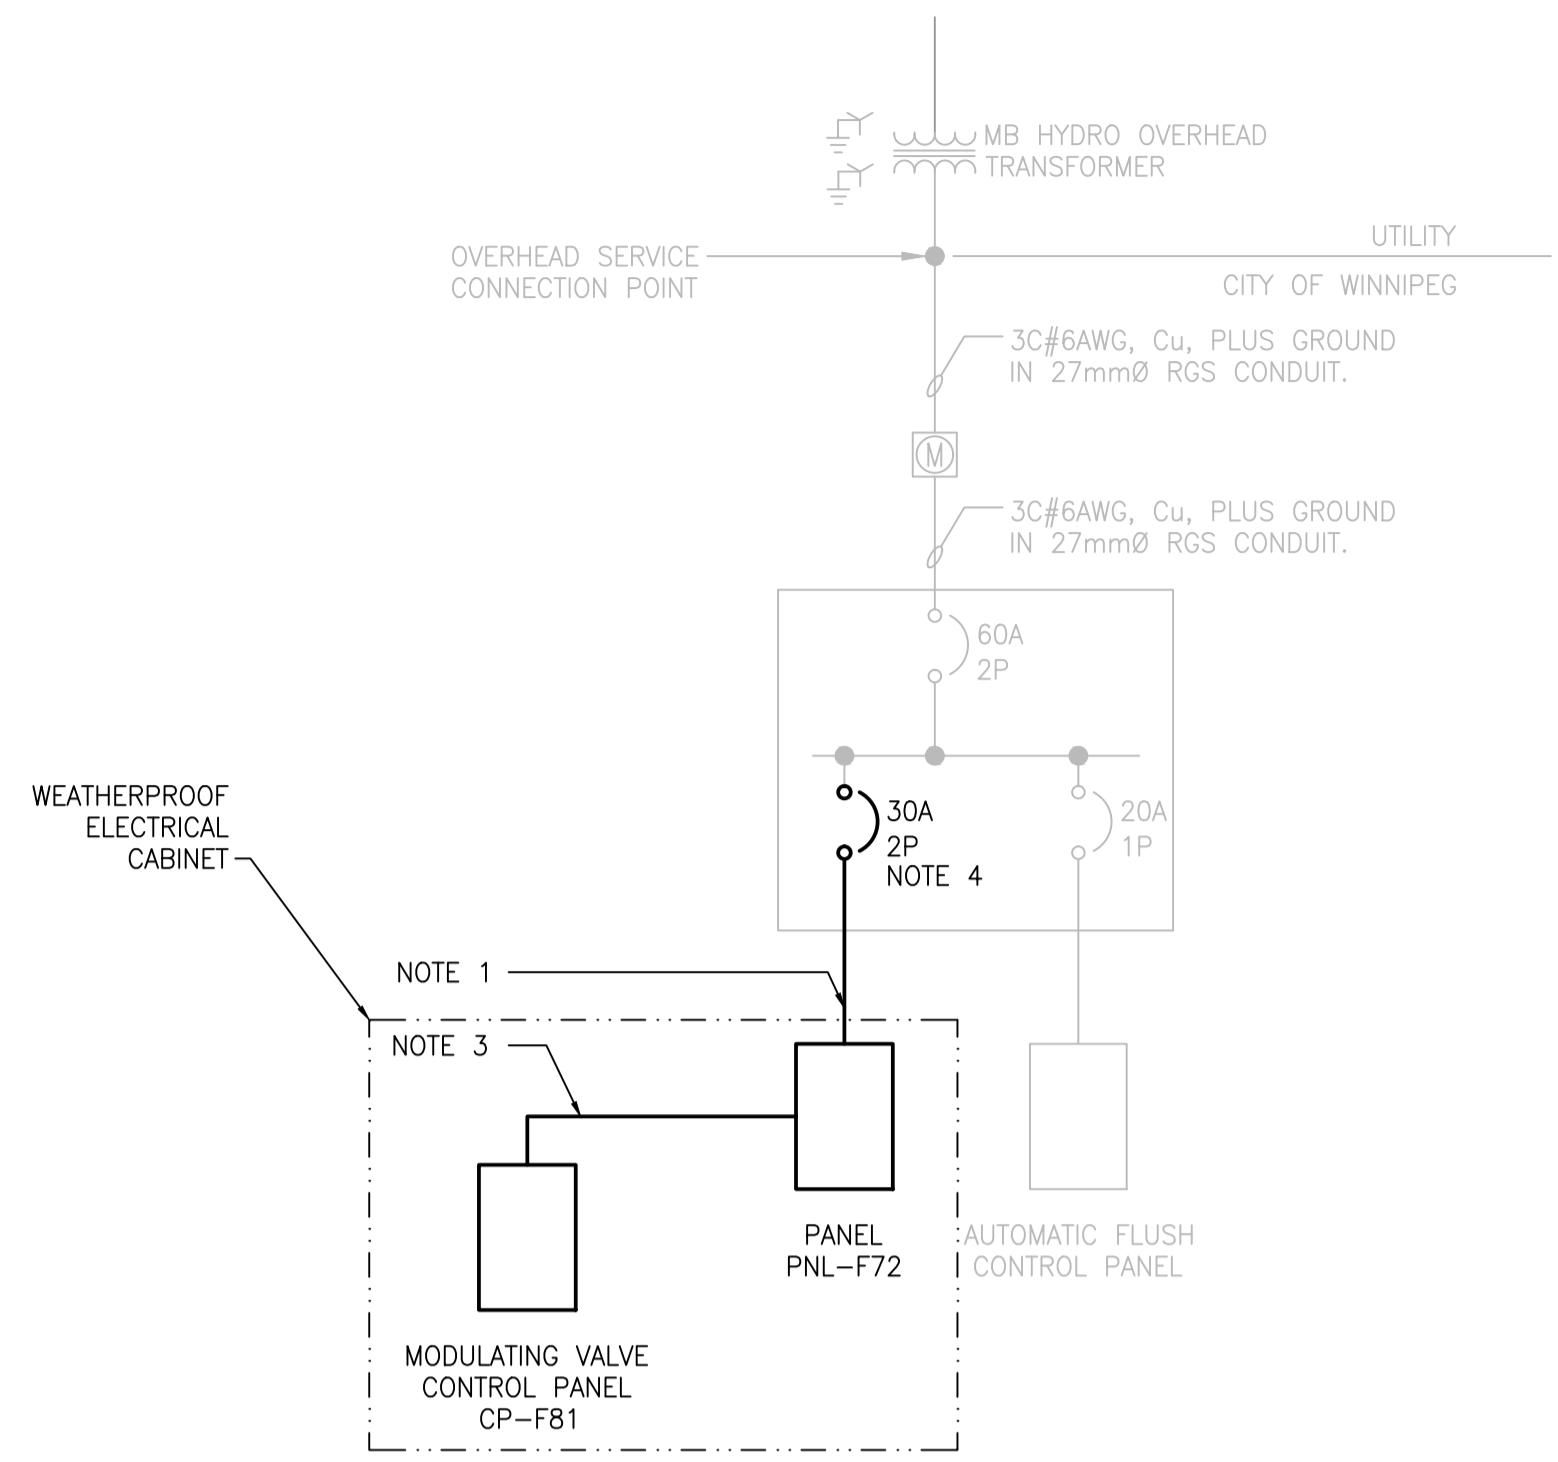 MB HYDRO OVERHEAD
TRANSFORMER
OVERHEAD SERVICE
CONNECTION POINT
UTILITY
CITY OF WINNIPEG
3C#6AWG, Cu, PLUS GROUND
IN 27mmØ RGS CONDUIT.
M
3C#6AWG, Cu, PLUS GROUND
IN 27mmØ RGS CONDUIT.
60A
2P
WEATHERPROOF
ELECTRICAL
CABINET
30A
2P
NOTE 4
20A
1P
NOTE 1
NOTE 3
PANEL
PNL-F72
AUTOMATIC FLUSH
CONTROL PANEL
MODULATING VALVE
CONTROL PANEL
CP-F81